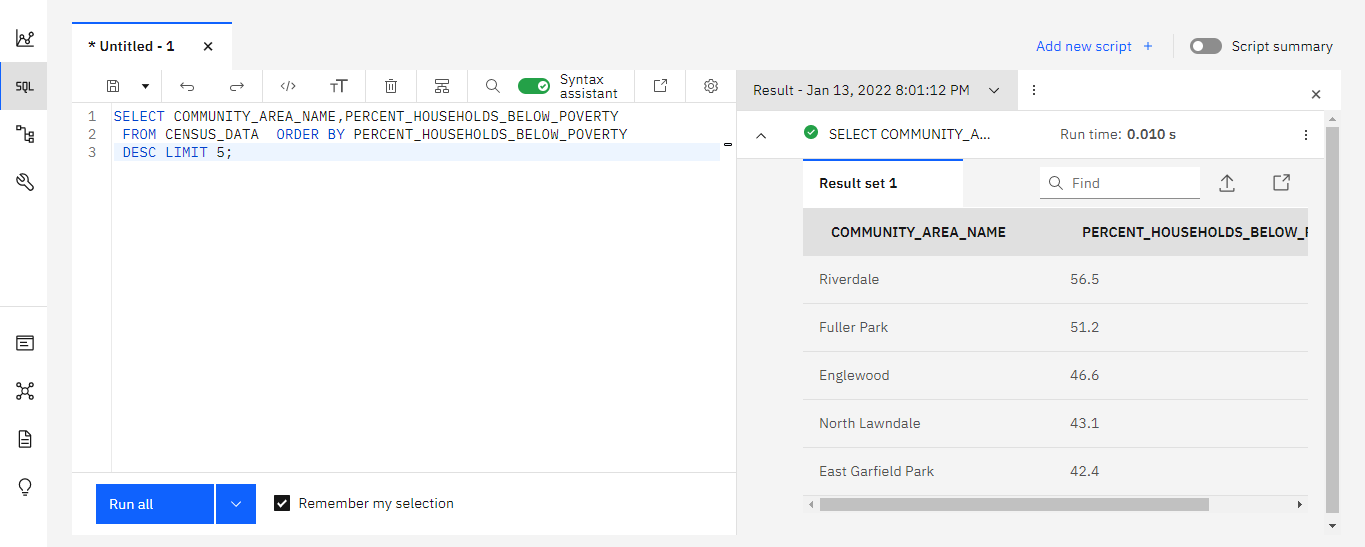 * Untitled - 1
Add new script +
Script summary
SQL
Syntax
assistant
Result - Jan 13, 2022 8:01:12 PM
1 SELECT COMMUNITY_AREA_NAME,PERCENT_HOUSEHOLDS_BELOW_POVERTY
2 FROM CENSUS_DATA ORDER BY PERCENT_HOUSEHOLDS_BELOW_POVERTY
3 DESC LIMIT 5;
SELECT COMMUNITY_A... Run time: 0.010 s
Result set 1
Find
COMMUNITY_AREA_NAME PERCENT_HOUSEHOLDS_BELOW_
Riverdale 56.5
Fuller Park 51.2
Englewood 46.6
North Lawndale 43.1
East Garfield Park 42.4
Run all
Remember my selection